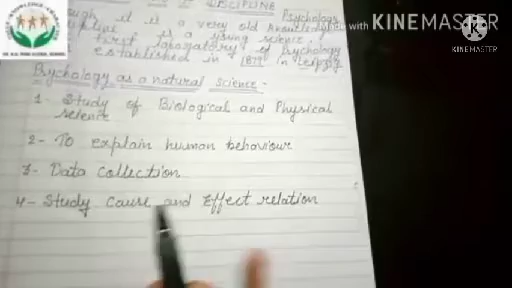 DISCIPLINE
it is a very old knowledge Psychology
it is a young science.
first laboratory of Psychology
established in 1879 in Leipzig
Psychology as a natural science -
1 - Study of Biological and Physical
science
2 - To explain human behaviour
3 - Data collection
4 - Study cause and Effect relation
MADE WITH KINEMASTER
KINEMASTER